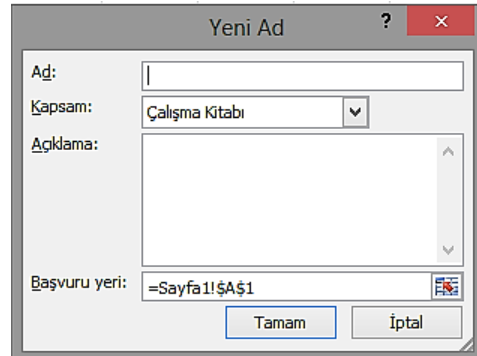 Yeni Ad ? ×
Ad:
Kapsam: Çalışma Kitabı
Açıklama:
Başvuru yeri: =Sayfa1!$A$1
Tamam İptal